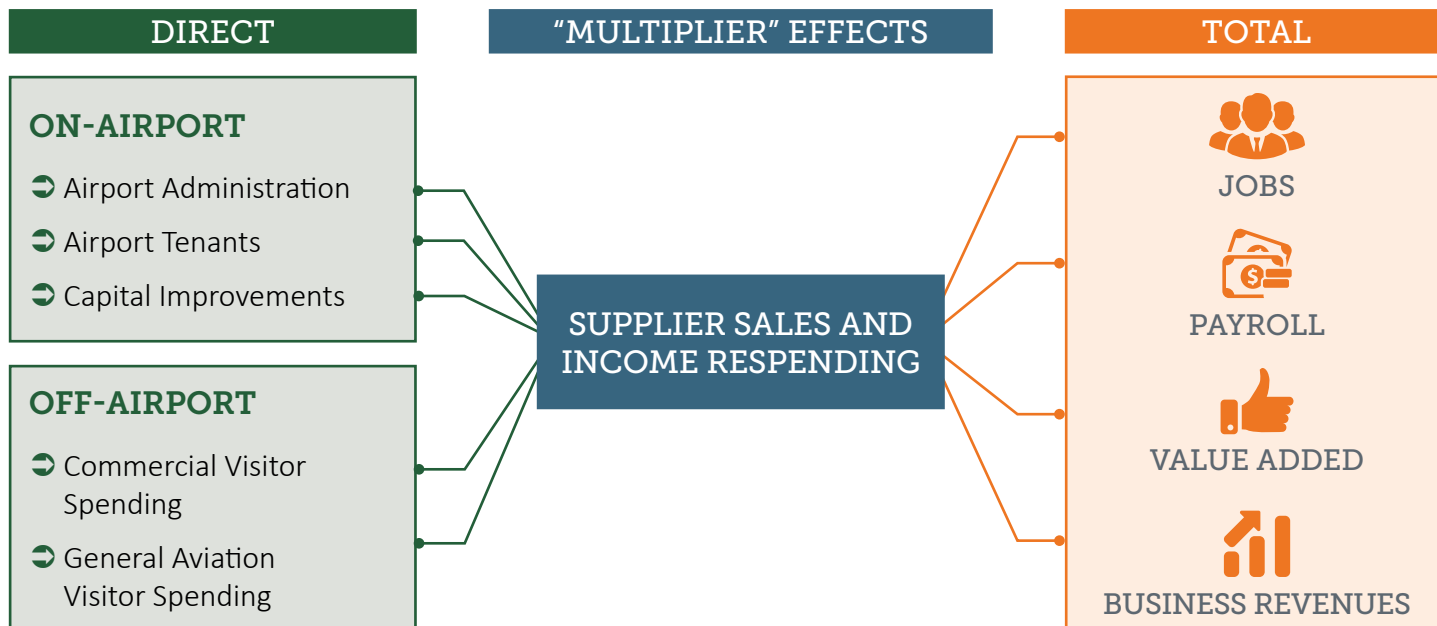 DIRECT
“MULTIPLIER” EFFECTS
TOTAL
ON-AIRPORT
Airport Administration
Airport Tenants
Capital Improvements
OFF-AIRPORT
Commercial Visitor
Spending
General Aviation
Visitor Spending
SUPPLIER SALES AND
INCOME RESPENDING
JOBS
$
PAYROLL
VALUE ADDED
BUSINESS REVENUES